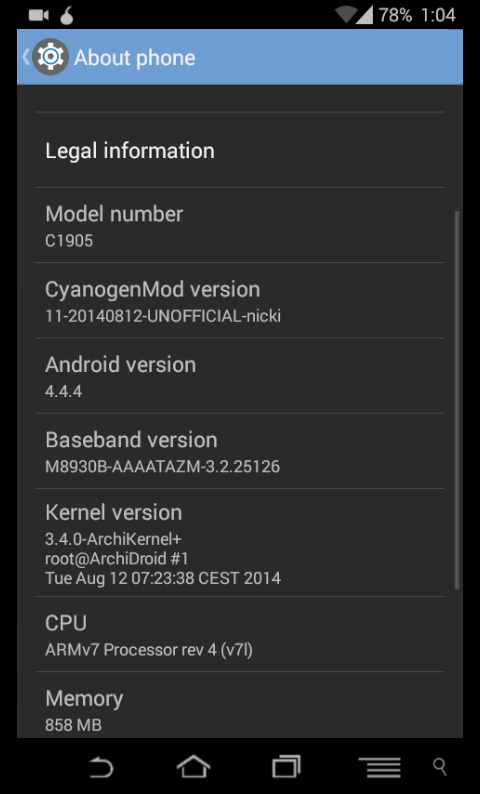 78% 1:04
About phone
Legal information
Model number
C1905
CyanogenMod version
11-20140812-UNOFFICIAL-nicki
Android version
4.4.4
Baseband version
M8930B-AAAATAZM-3.2.25126
Kernel version
3.4.0-ArchiKernel+
root@ArchiDroid #1
Tue Aug 12 07:23:38 CEST 2014
CPU
ARMv7 Processor rev 4 (v7l)
Memory
858 MB